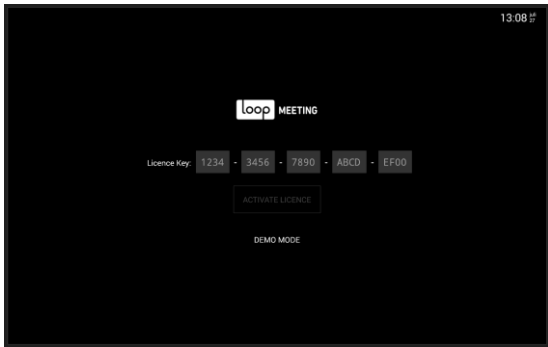 13:08
loop MEETING
Licence Key: 1234 - 3456 - 7890 - ABCD - EF00
ACTIVATE LICENCE
DEMO MODE